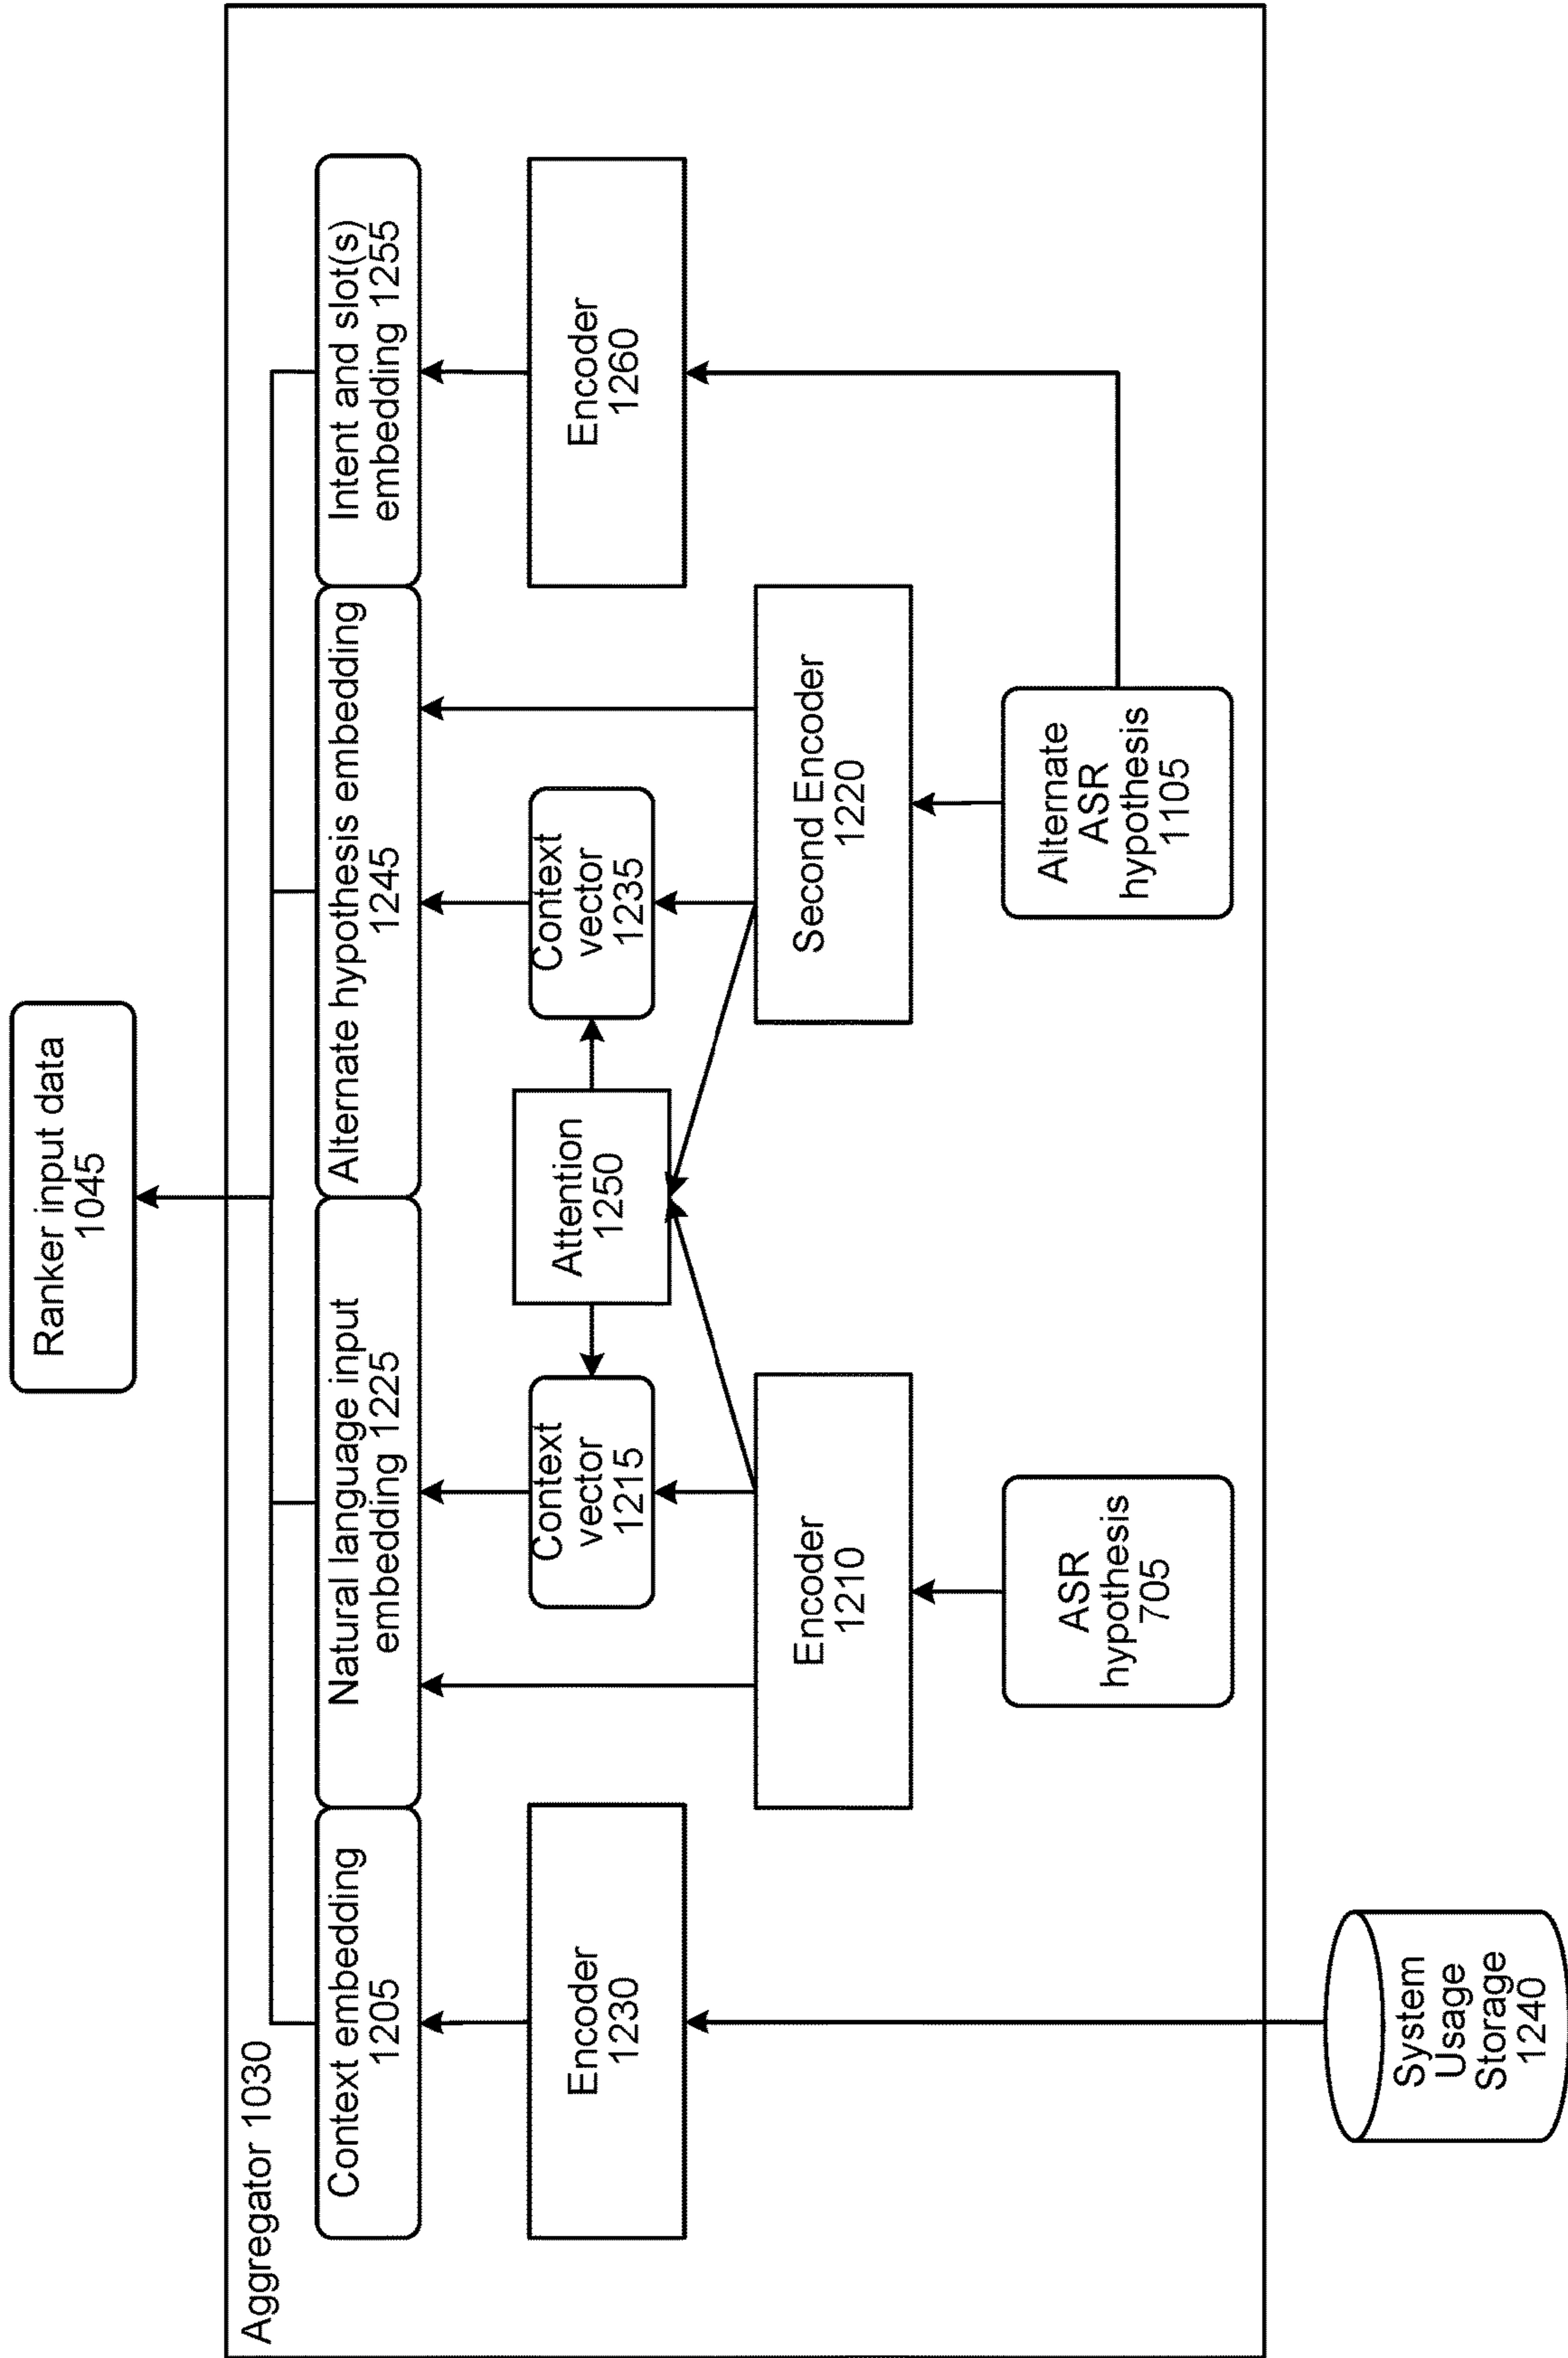 Ranker input data
1045
Aggregator 1030
Context embedding
1205
Natural language input
embedding 1225
Alternate hypothesis embedding
1245
Intent and slot(s)
embedding 1255
Encoder
1230
Context
vector
1215
Attention
1250
Context
vector
1235
Encoder
1260
Encoder
1210
Second Encoder
1220
ASR
hypothesis
705
Alternate
ASR
hypothesis
1105
System
Usage
Storage
1240